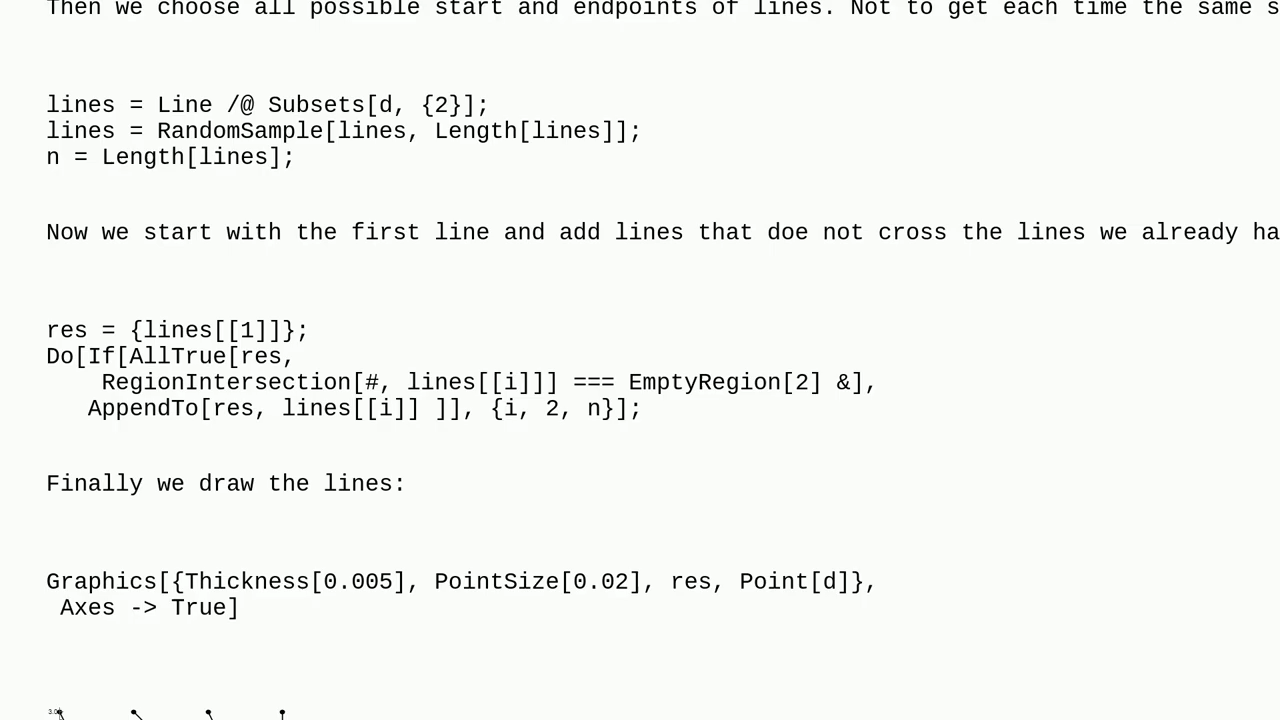 Then we choose all possible start and endpoints of lines. Not to get each time the same s
lines = Line /@ Subsets[d, {2}];
lines = RandomSample[lines, Length[lines]];
n = Length[lines];
Now we start with the first line and add lines that doe not cross the lines we already ha
res = {lines[[1]]};
Do[If[AllTrue[res,
    RegionIntersection[#, lines[[i]]] === EmptyRegion[2] &],
   AppendTo[res, lines[[i]] ]], {i, 2, n}];
Finally we draw the lines:
Graphics[{Thickness[0.005], PointSize[0.02], res, Point[d]},
 Axes -> True]